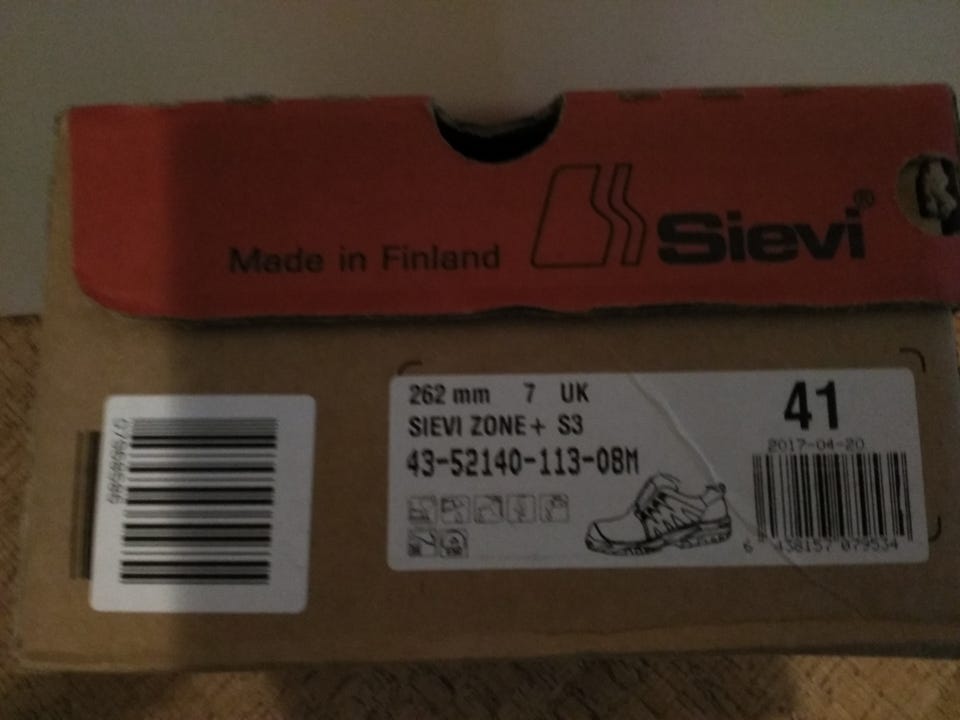 Made in Finland
Sievi®
262 mm 7 UK
41
SIEVI ZONE+ S3
2017-04-20
43-52140-113-08M
6 438157 079534